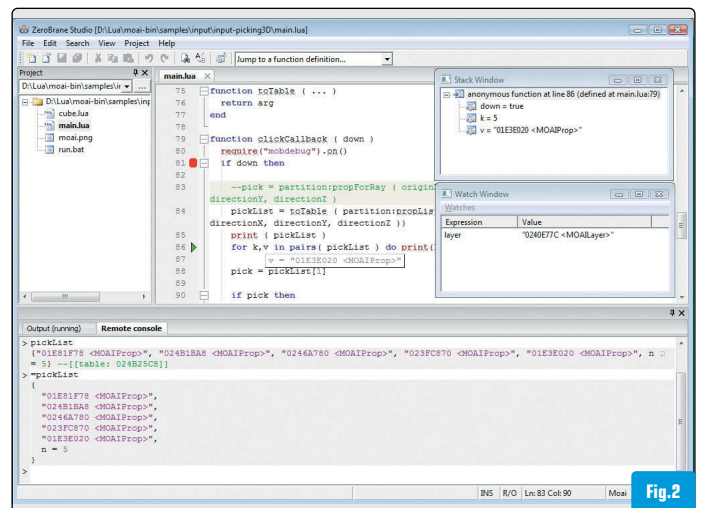 ZeroBrane Studio [D:\Lua\moai-bin\samples\input\input-picking3D\main.lua]
File Edit Search View Project Help
Jump to a function definition...
Project
D:\Lua\moai-bin\samples\ir
D:\Lua\moai-bin\samples\inp
cube.lua
main.lua
moai.png
run.bat
main.lua
75 function toTable ( ... )
76 return arg
77 end
78
79 function clickCallback ( down )
80 require("mobdebug").on()
81 if down then
82
83 --pick = partition:propForRay ( origin
directionY, directionZ )
84 pickList = toTable ( partition:propLis
directionX, directionY, directionZ ))
85 print ( pickList )
86 for k,v in pairs( pickList ) do print(
87 v = "01E3E020 <MOAIProp>"
88 pick = pickList[1]
89
90 if pick then
Stack Window
anonymous function at line 86 (defined at main.lua:79)
down = true
k = 5
v = "01E3E020 <MOAIProp>"
Watch Window
Watches
Expression Value
layer "0240E77C <MOAILayer>"
Output (running) Remote console
> pickList
{"01E81F78 <MOAIProp>", "024B1BA8 <MOAIProp>", "0246A780 <MOAIProp>", "023FC870 <MOAIProp>", "01E3E020 <MOAIProp>", n
= 5} --[[table: 024B25C8]]
> =pickList
{
"01E81F78 <MOAIProp>",
"024B1BA8 <MOAIProp>",
"0246A780 <MOAIProp>",
"023FC870 <MOAIProp>",
"01E3E020 <MOAIProp>",
n = 5
}
>
INS R/O Ln: 83 Col: 90 Moai
Fig.2